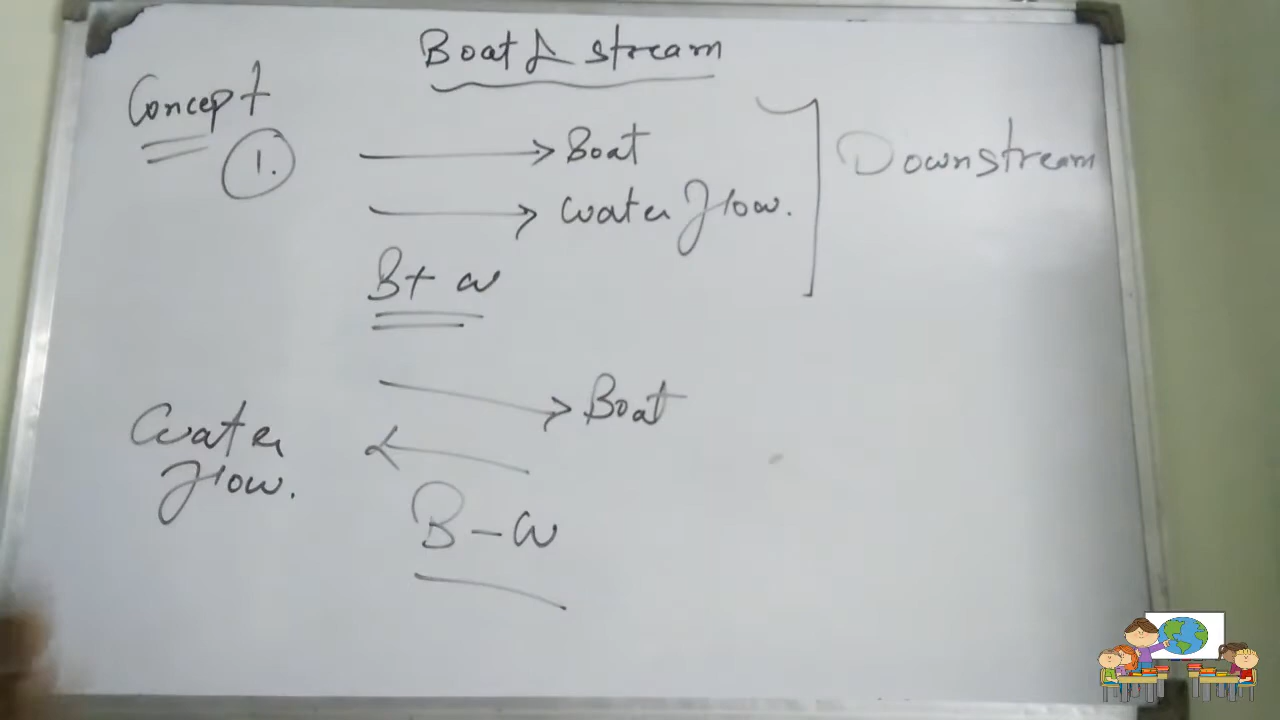 Boat & stream
Concept
1.
Boat
water flow.
Downstream
B+ w
Boat
water
flow.
B - w